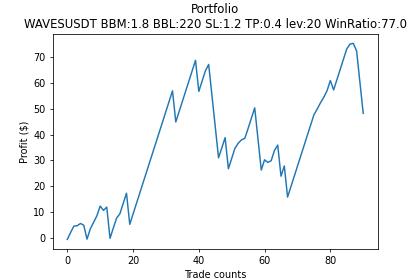 Portfolio
WAVESUSDT BBM:1.8 BBL:220 SL:1.2 TP:0.4 lev:20 WinRatio:77.0
Profit ($)
70
60
50
40
30
20
10
0
0 20 40 60 80
Trade counts